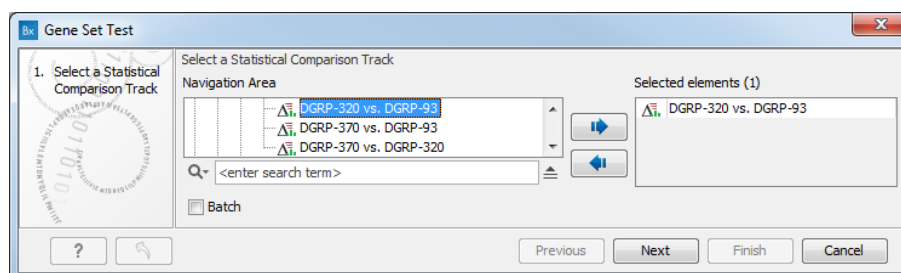 Bx Gene Set Test
1. Select a Statistical Comparison Track
Select a Statistical Comparison Track
Navigation Area
DGRP-320 vs. DGRP-93
DGRP-370 vs. DGRP-93
DGRP-370 vs. DGRP-320
<enter search term>
Batch
Selected elements (1)
DGRP-320 vs. DGRP-93
? Previous Next Finish Cancel